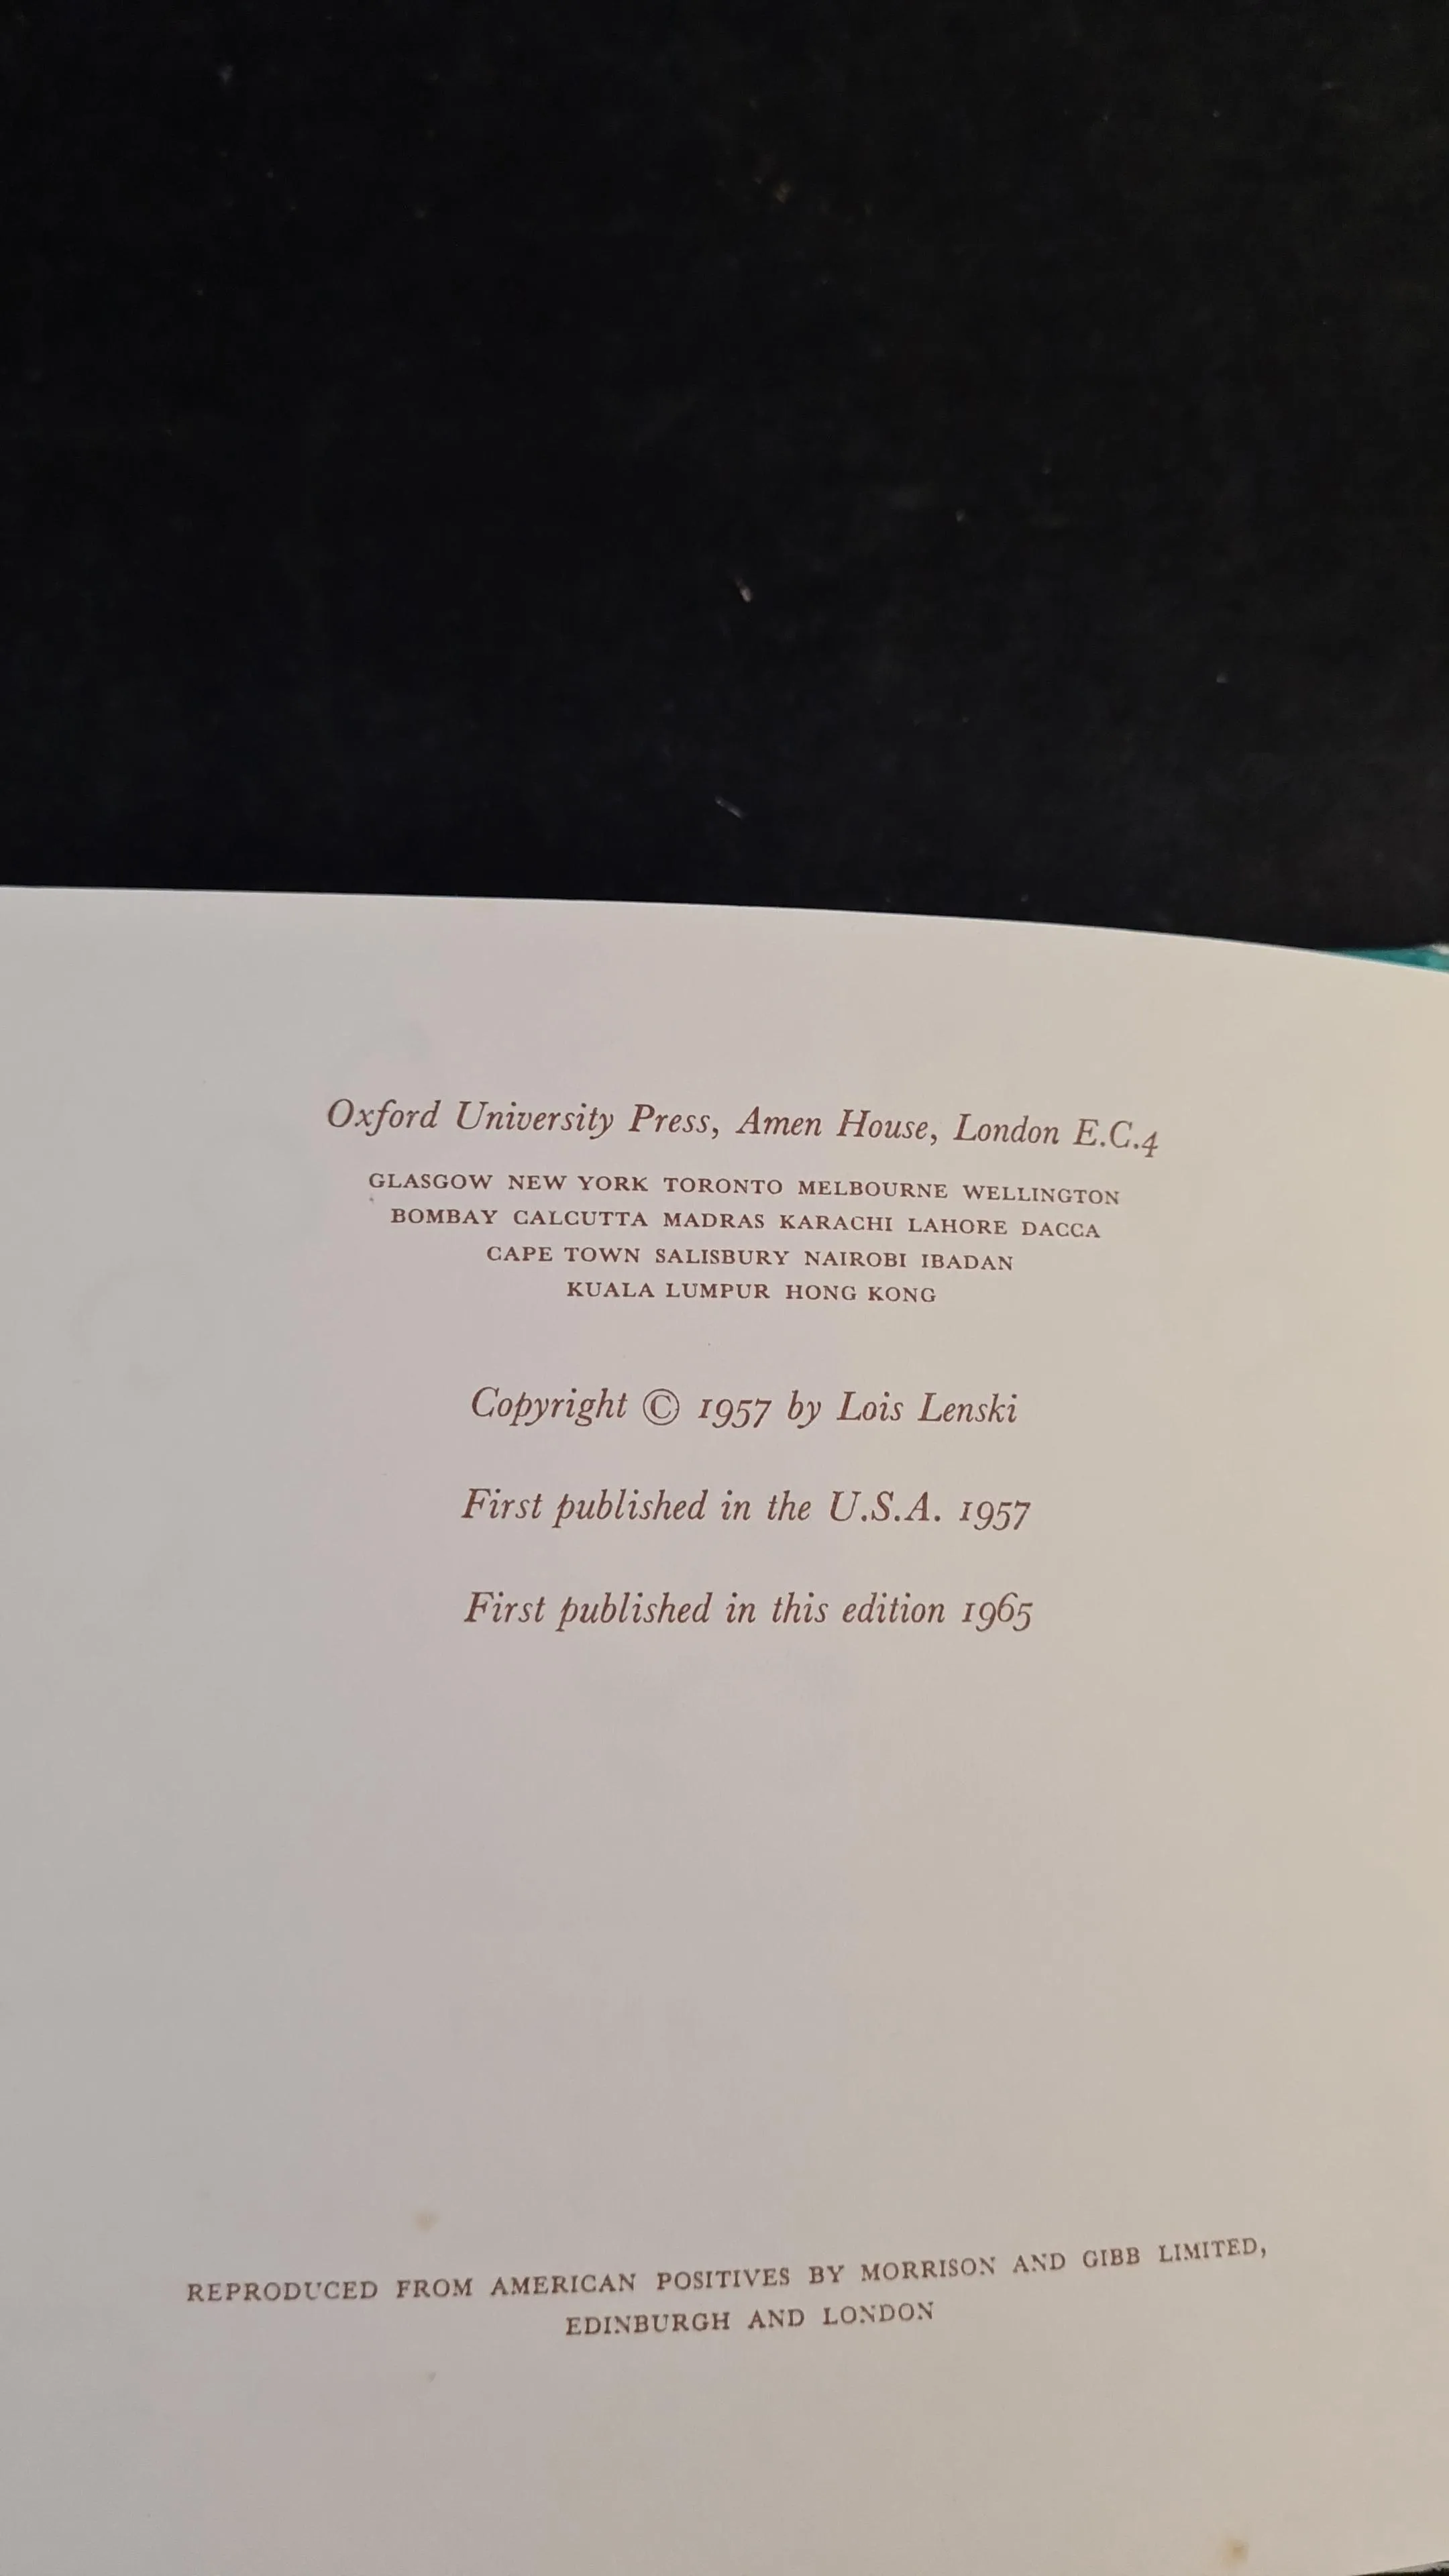 Oxford University Press, Amen House, London E.C.4
GLASGOW NEW YORK TORONTO MELBOURNE WELLINGTON
BOMBAY CALCUTTA MADRAS KARACHI LAHORE DACCA
CAPE TOWN SALISBURY NAIROBI IBADAN
KUALA LUMPUR HONG KONG
Copyright © 1957 by Lois Lenski
First published in the U.S.A. 1957
First published in this edition 1965
REPRODUCED FROM AMERICAN POSITIVES BY MORRISON AND GIBB LIMITED,
EDINBURGH AND LONDON